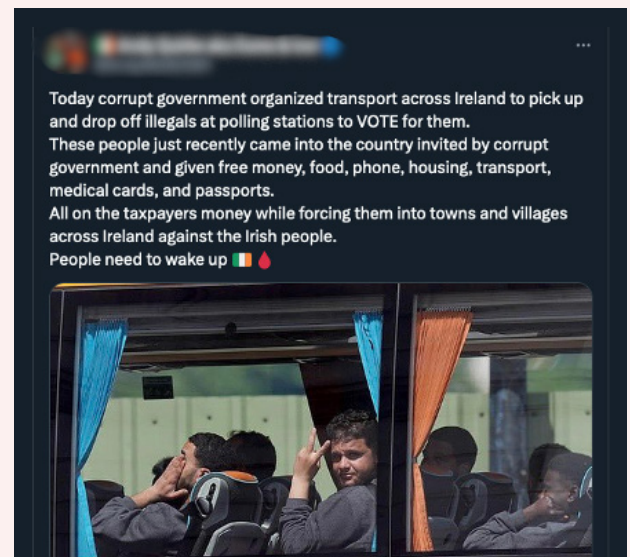 Today corrupt government organized transport across Ireland to pick up
and drop off illegals at polling stations to VOTE for them.
These people just recently came into the country invited by corrupt
government and given free money, food, phone, housing, transport,
medical cards, and passports.
All on the taxpayers money while forcing them into towns and villages
across Ireland against the Irish people.
People need to wake up 🇮🇪🩸